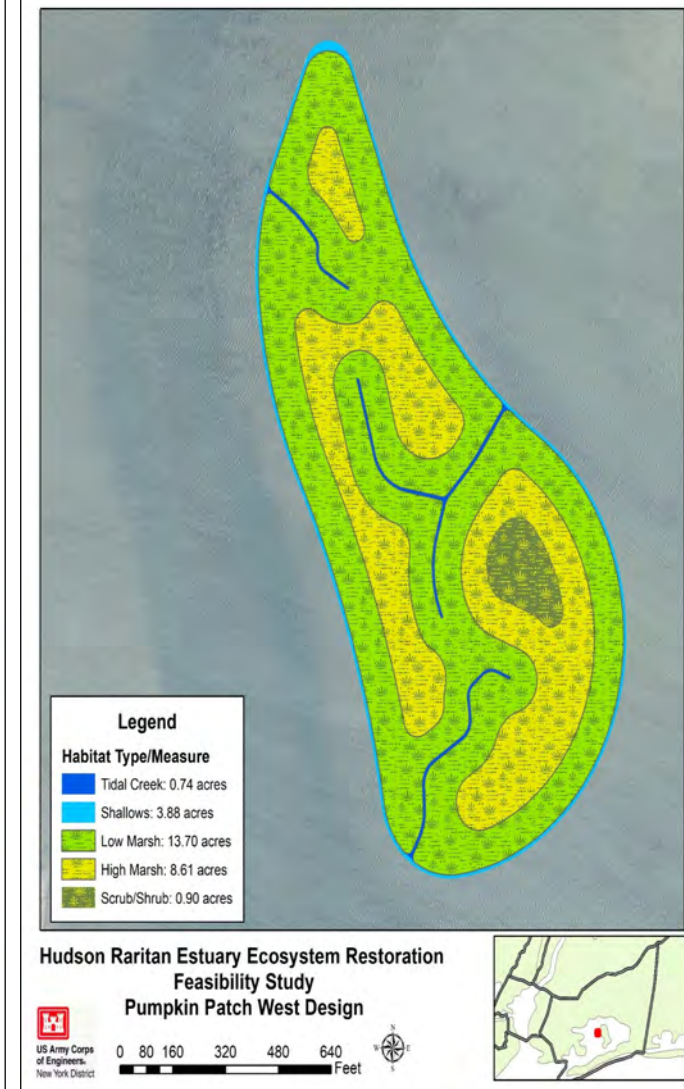 Legend
Habitat Type/Measure
Tidal Creek: 0.74 acres
Shallows: 3.88 acres
Low Marsh: 13.70 acres
High Marsh: 8.61 acres
Scrub/Shrub: 0.90 acres
Hudson Raritan Estuary Ecosystem Restoration
Feasibility Study
Pumpkin Patch West Design
US Army Corps
of Engineers®
New York District
0 80 160 320 480 640
Feet
N
W E
S